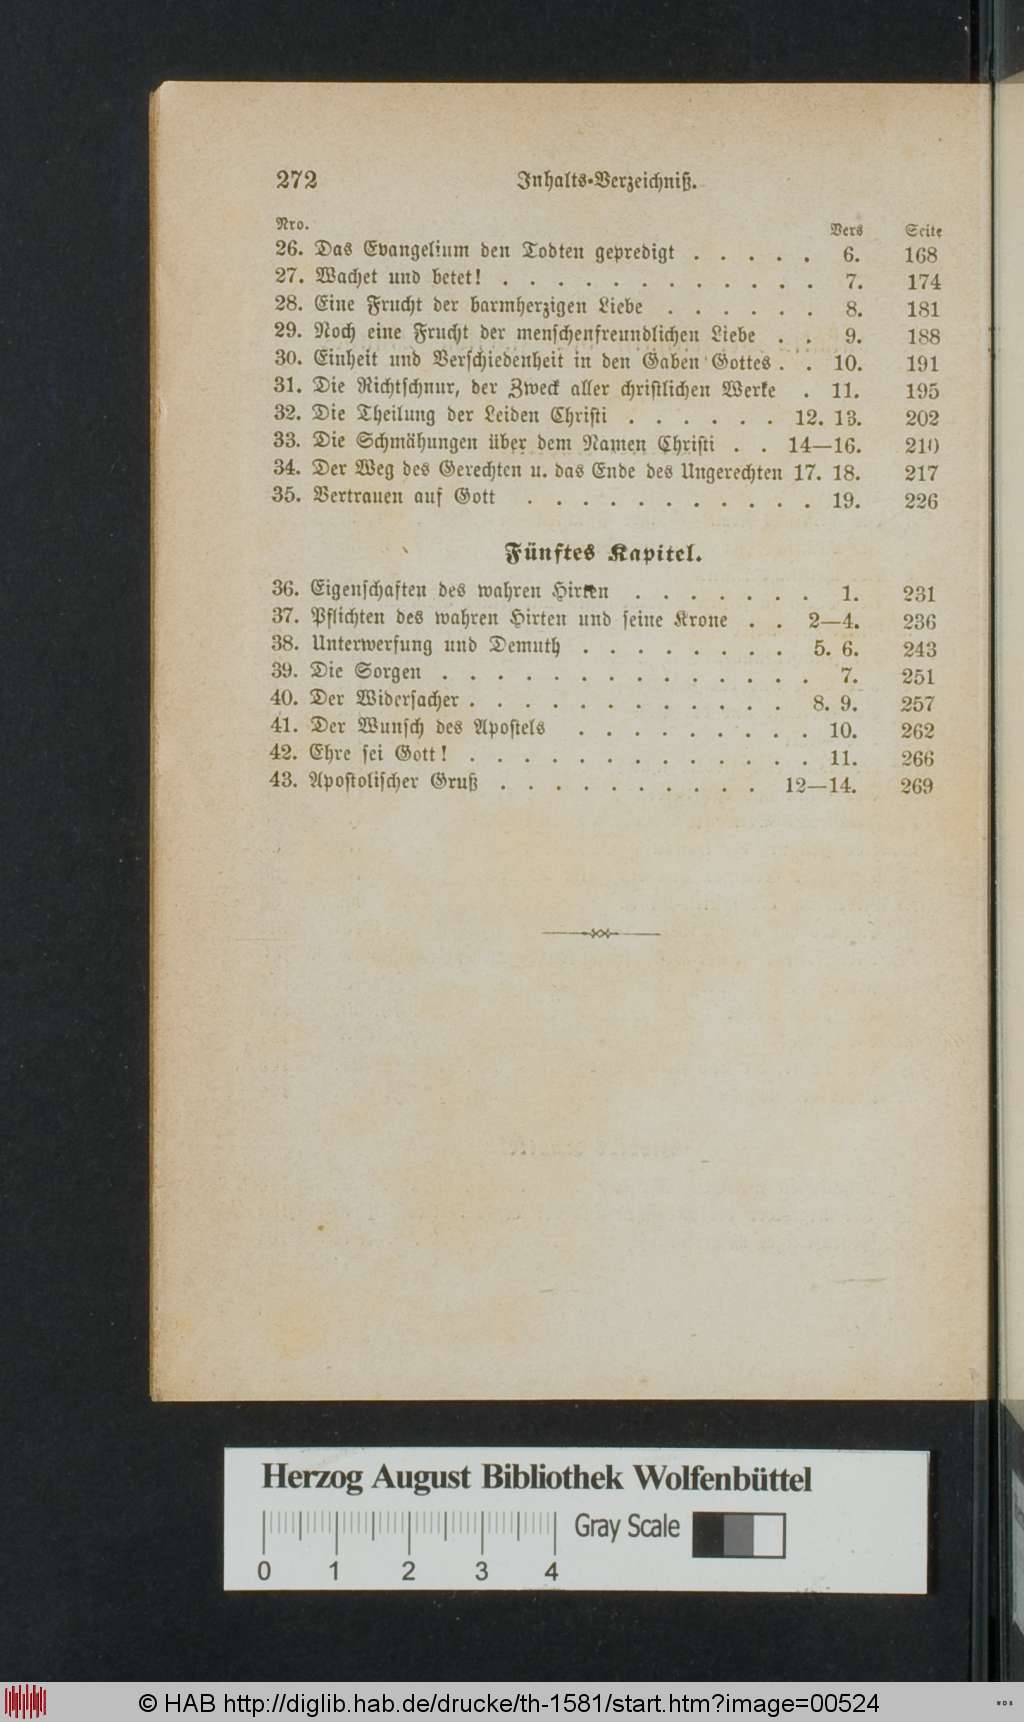 272 Inhalts-Verzeichniß.
Nro. Vers Seite
26. Das Evangelium den Todten gepredigt . . . . . 6. 168
27. Wachet und betet! . . . . . . . . . . . . 7. 174
28. Eine Frucht der barmherzigen Liebe . . . . . . 8. 181
29. Noch eine Frucht der menschenfreundlichen Liebe . . 9. 188
30. Einheit und Verschiedenheit in den Gaben Gottes . . 10. 191
31. Die Richtschnur, der Zweck aller christlichen Werke . 11. 195
32. Die Theilung der Leiden Christi . . . . . . 12. 13. 202
33. Die Schmähungen über dem Namen Christi . . 14—16. 210
34. Der Weg des Gerechten u. das Ende des Ungerechten 17. 18. 217
35. Vertrauen auf Gott . . . . . . . . . . . 19. 226
Fünftes Kapitel.
36. Eigenschaften des wahren Hirten . . . . . . . 1. 231
37. Pflichten des wahren Hirten und seine Krone . . 2—4. 236
38. Unterwerfung und Demuth . . . . . . . . 5. 6. 243
39. Die Sorgen . . . . . . . . . . . . . . 7. 251
40. Der Widersacher . . . . . . . . . . . . 8. 9. 257
41. Der Wunsch des Apostels . . . . . . . . . 10. 262
42. Ehre sei Gott! . . . . . . . . . . . . . 11. 266
43. Apostolischer Gruß . . . . . . . . . . 12—14. 269
Herzog August Bibliothek Wolfenbüttel
Gray Scale
0 1 2 3 4
© HAB http://diglib.hab.de/drucke/th-1581/start.htm?image=00524